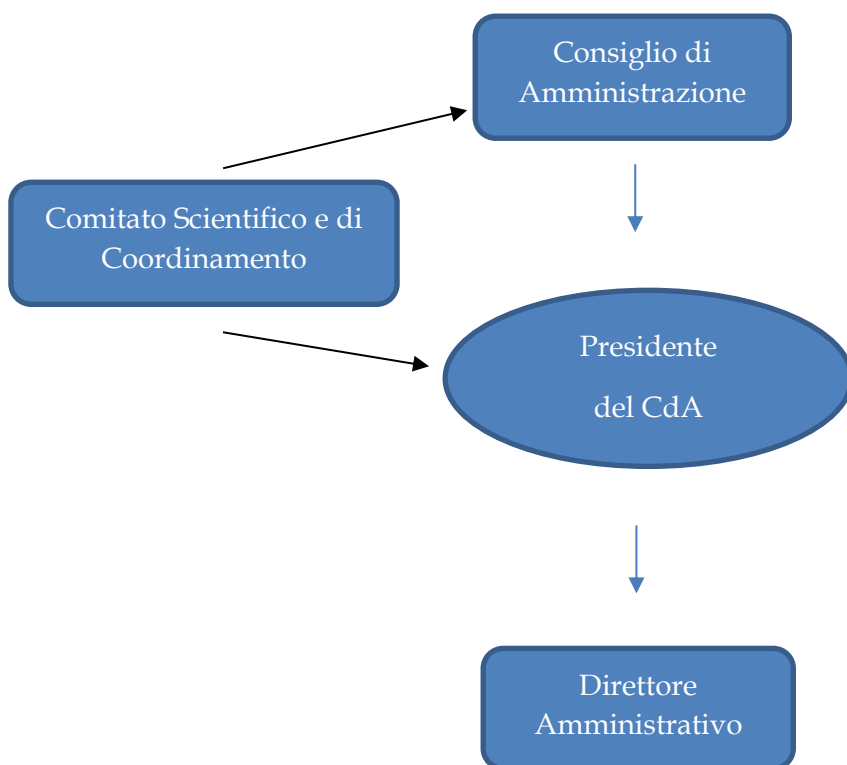 Consiglio di
Amministrazione
Comitato Scientifico e di
Coordinamento
Presidente
del CdA
Direttore
Amministrativo